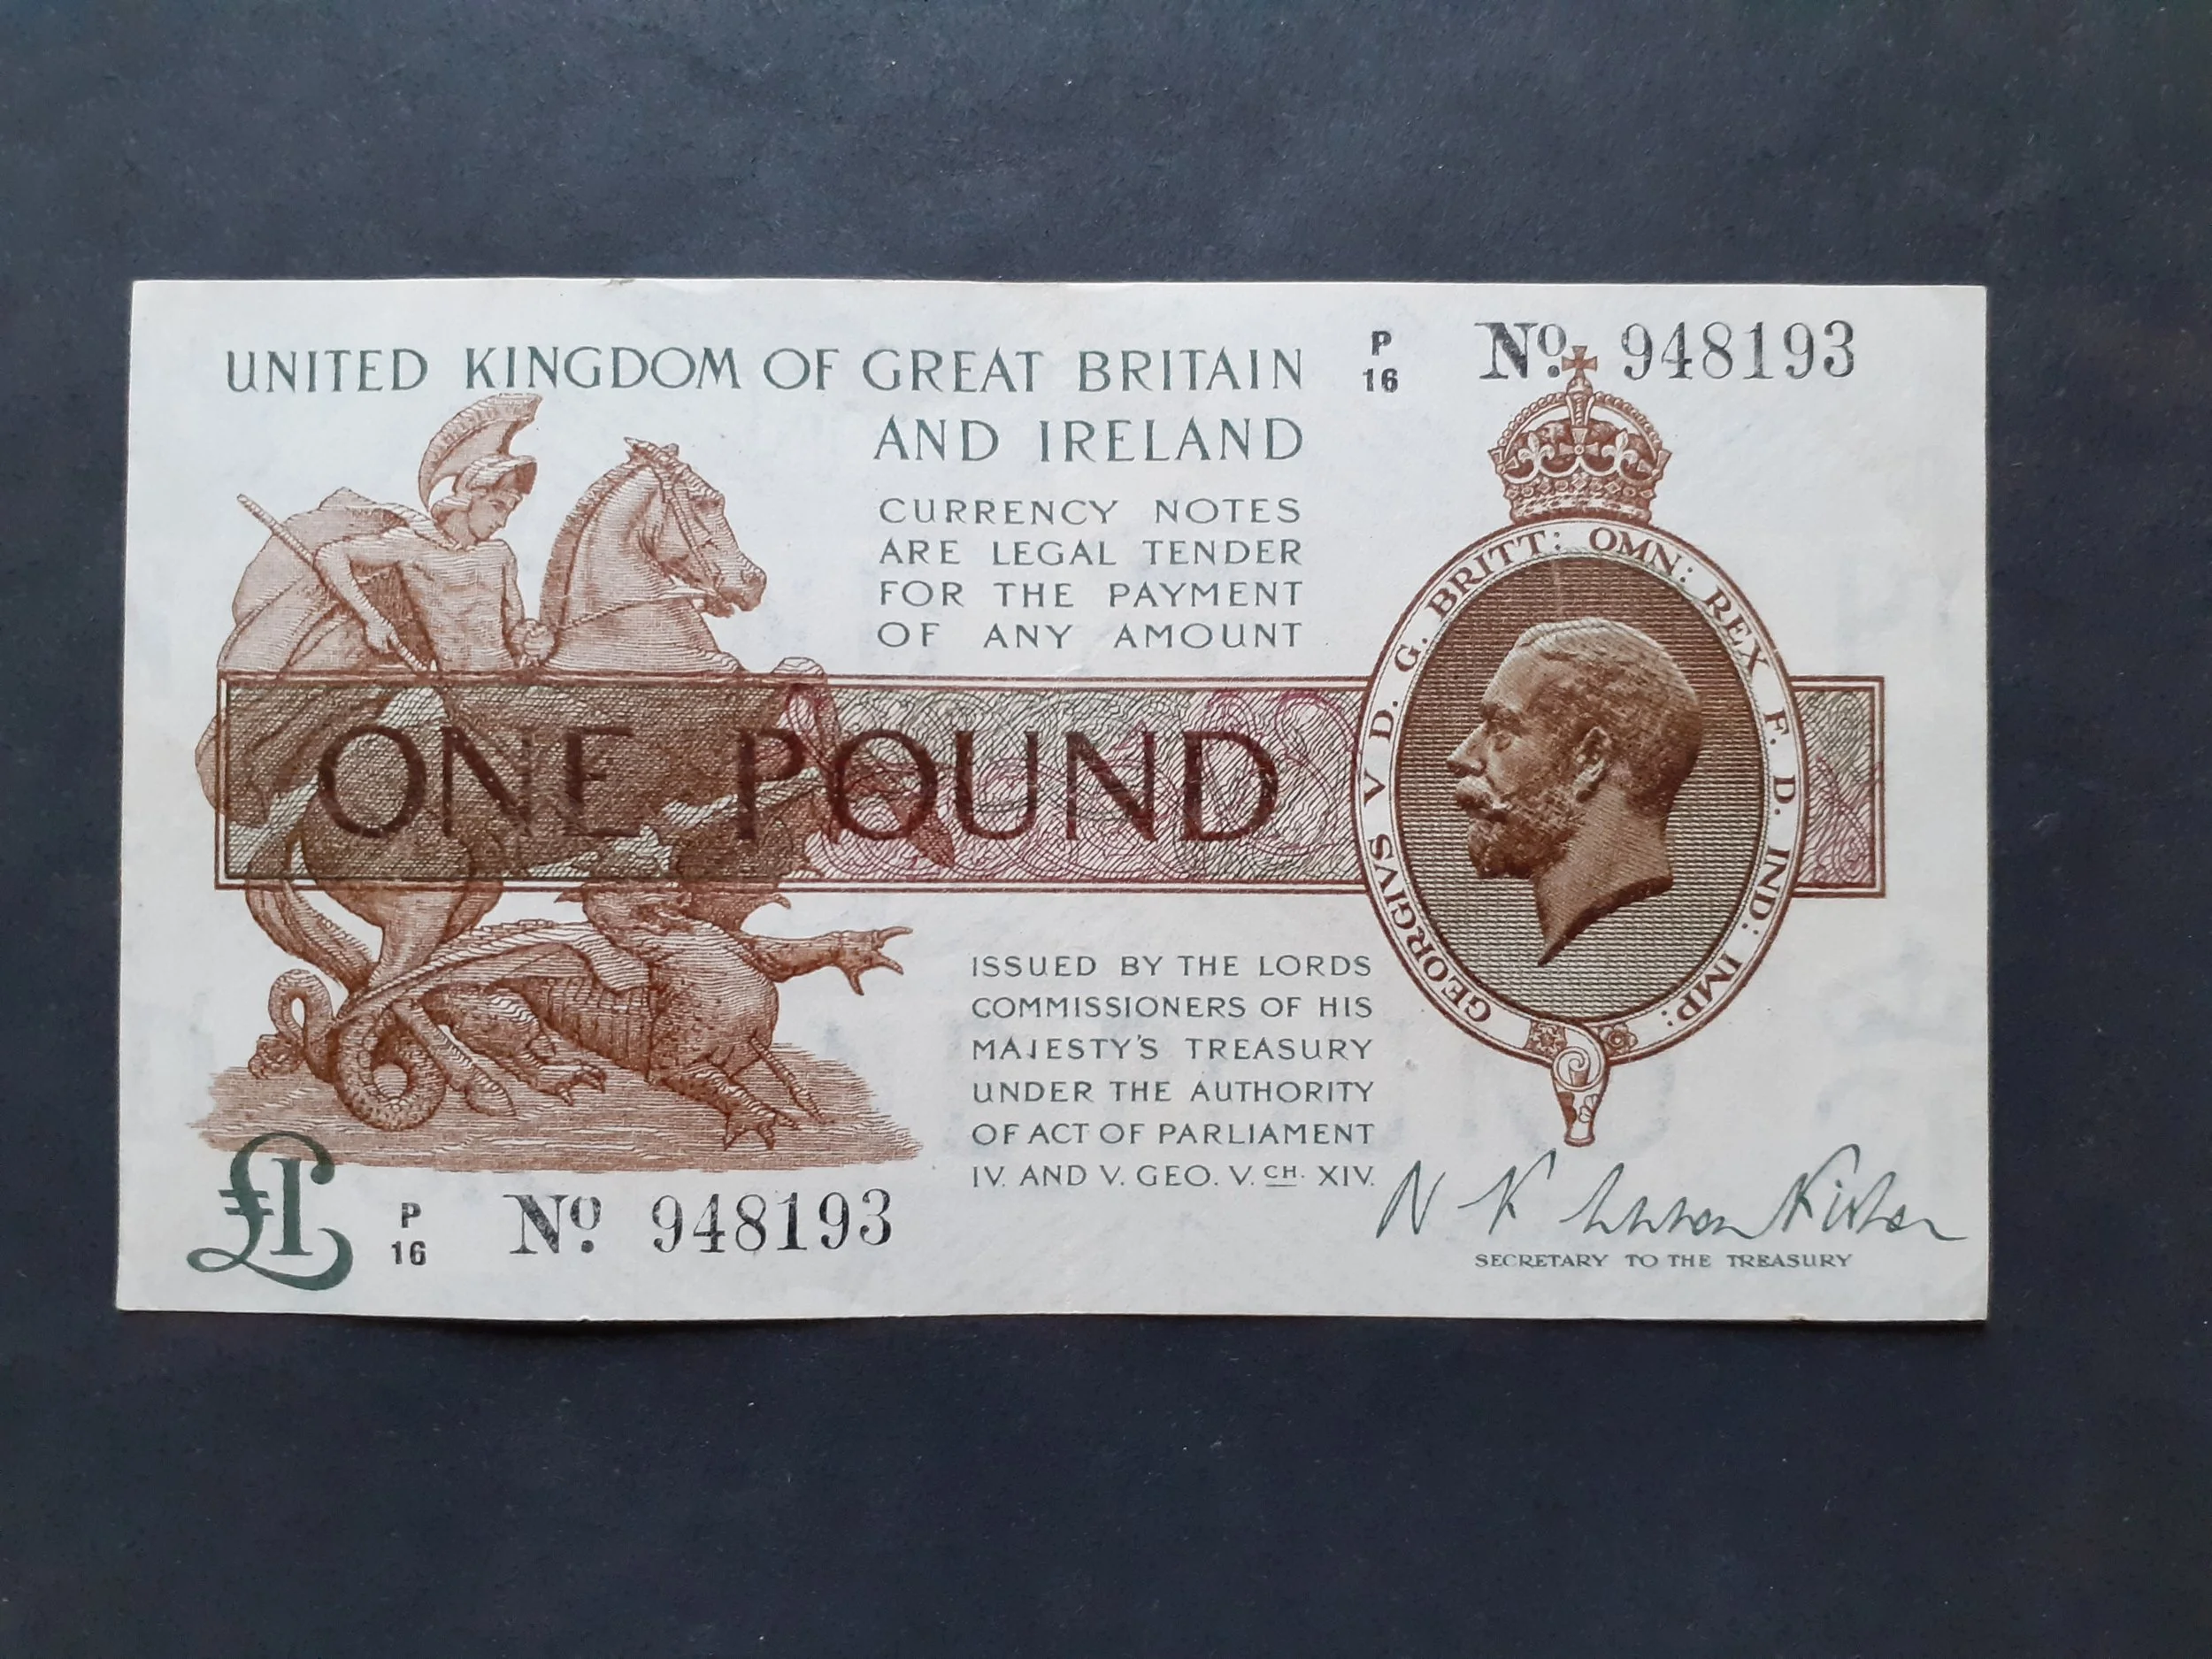 UNITED KINGDOM OF GREAT BRITAIN
AND IRELAND
P
16
Nº. 948193
CURRENCY NOTES
ARE LEGAL TENDER
FOR THE PAYMENT
OF ANY AMOUNT
ONE POUND
GEORGIVS V D. G. BRITT: OMN: REX F. D. IND: IMP:
ISSUED BY THE LORDS
COMMISSIONERS OF HIS
MAJESTY'S TREASURY
UNDER THE AUTHORITY
OF ACT OF PARLIAMENT
IV. AND V. GEO. V. CH. XIV.
£1
P
16
Nº. 948193
N K Warren Fisher
SECRETARY TO THE TREASURY